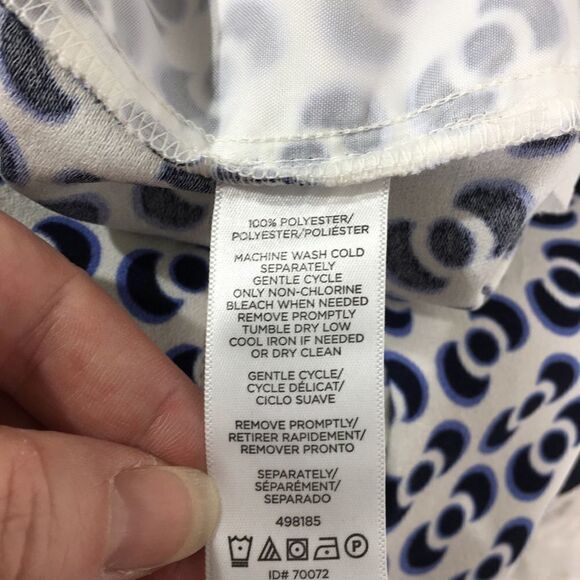 100% POLYESTER/
POLYESTER/POLIÉSTER
MACHINE WASH COLD
SEPARATELY
GENTLE CYCLE
ONLY NON-CHLORINE
BLEACH WHEN NEEDED
REMOVE PROMPTLY
TUMBLE DRY LOW
COOL IRON IF NEEDED
OR DRY CLEAN
GENTLE CYCLE/
CYCLE DÉLICAT/
CICLO SUAVE
REMOVE PROMPTLY/
RETIRER RAPIDEMENT/
REMOVER PRONTO
SEPARATELY/
SÉPARÉMENT/
SEPARADO
498185
P
ID# 70072